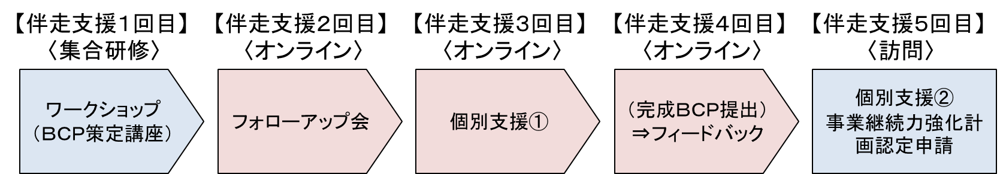 【伴走支援１回目】
〈集合研修〉
ワークショップ
（ＢＣＰ策定講座）
【伴走支援２回目】
〈オンライン〉
フォローアップ会
【伴走支援３回目】
〈オンライン〉
個別支援①
【伴走支援４回目】
〈オンライン〉
（完成ＢＣＰ提出）
⇒フィードバック
【伴走支援５回目】
〈訪問〉
個別支援②
事業継続力強化計
画認定申請